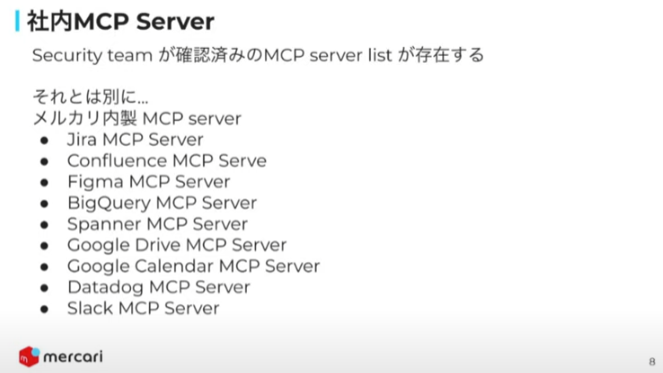 社内MCP Server
Security team が確認済みのMCP server list が存在する
それとは別に...
メルカリ内製 MCP server
● Jira MCP Server
● Confluence MCP Serve
● Figma MCP Server
● BigQuery MCP Server
● Spanner MCP Server
● Google Drive MCP Server
● Google Calendar MCP Server
● Datadog MCP Server
● Slack MCP Server
mercari
8